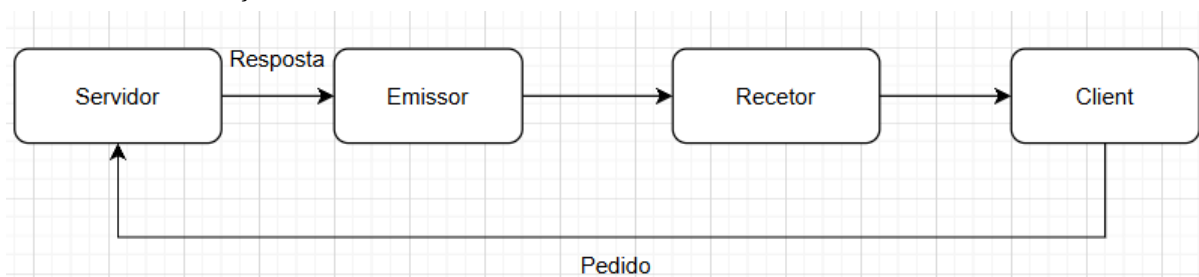 Resposta
Servidor
Emissor
Recetor
Client
Pedido